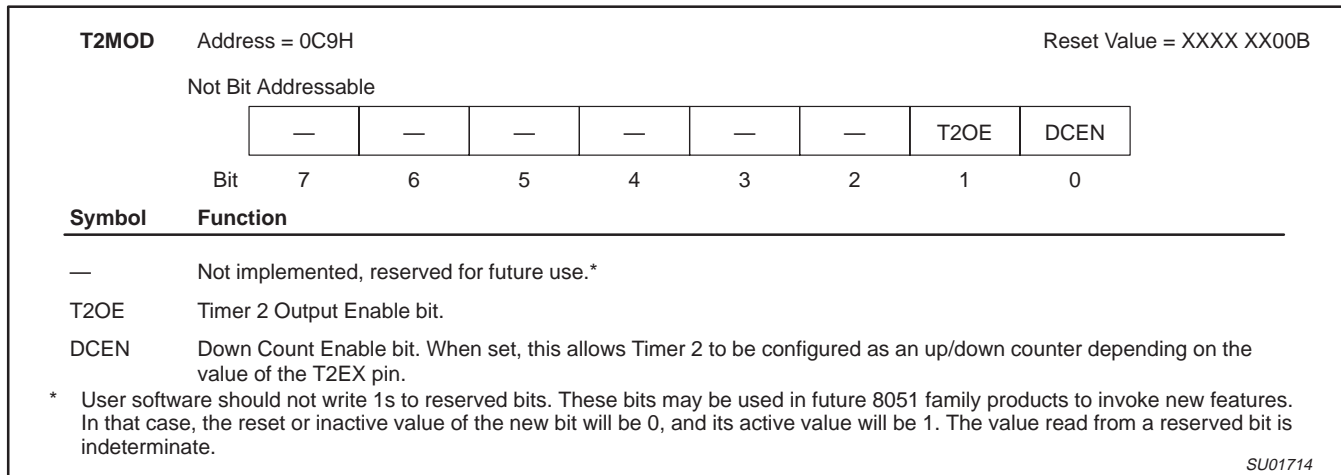 T2MOD Address = 0C9H Reset Value = XXXX XX00B
Not Bit Addressable
— — — — — — T2OE DCEN
Bit 7 6 5 4 3 2 1 0
Symbol Function
— Not implemented, reserved for future use.*
T2OE Timer 2 Output Enable bit.
DCEN Down Count Enable bit. When set, this allows Timer 2 to be configured as an up/down counter depending on the
value of the T2EX pin.
* User software should not write 1s to reserved bits. These bits may be used in future 8051 family products to invoke new features.
In that case, the reset or inactive value of the new bit will be 0, and its active value will be 1. The value read from a reserved bit is
indeterminate.
SU01714